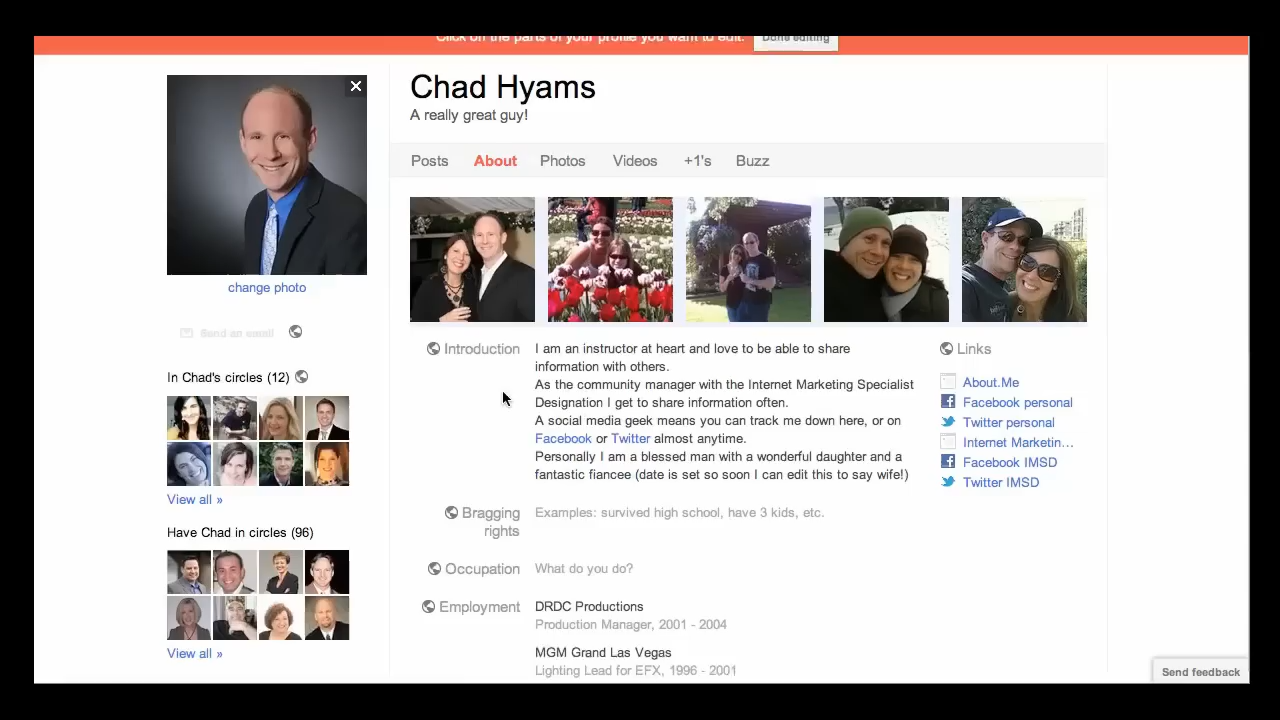 Click on the parts of your profile you want to edit. Done editing
Chad Hyams
A really great guy!
Posts About Photos Videos +1's Buzz
change photo
Send an email
In Chad's circles (12)
View all »
Have Chad in circles (96)
View all »
Introduction
I am an instructor at heart and love to be able to share
information with others.
As the community manager with the Internet Marketing Specialist
Designation I get to share information often.
A social media geek means you can track me down here, or on
Facebook or Twitter almost anytime.
Personally I am a blessed man with a wonderful daughter and a
fantastic fiancee (date is set so soon I can edit this to say wife!)
Bragging
rights
Examples: survived high school, have 3 kids, etc.
Occupation
What do you do?
Employment
DRDC Productions
Production Manager, 2001 - 2004
MGM Grand Las Vegas
Lighting Lead for EFX, 1996 - 2001
Links
About.Me
Facebook personal
Twitter personal
Internet Marketin...
Facebook IMSD
Twitter IMSD
Send feedback